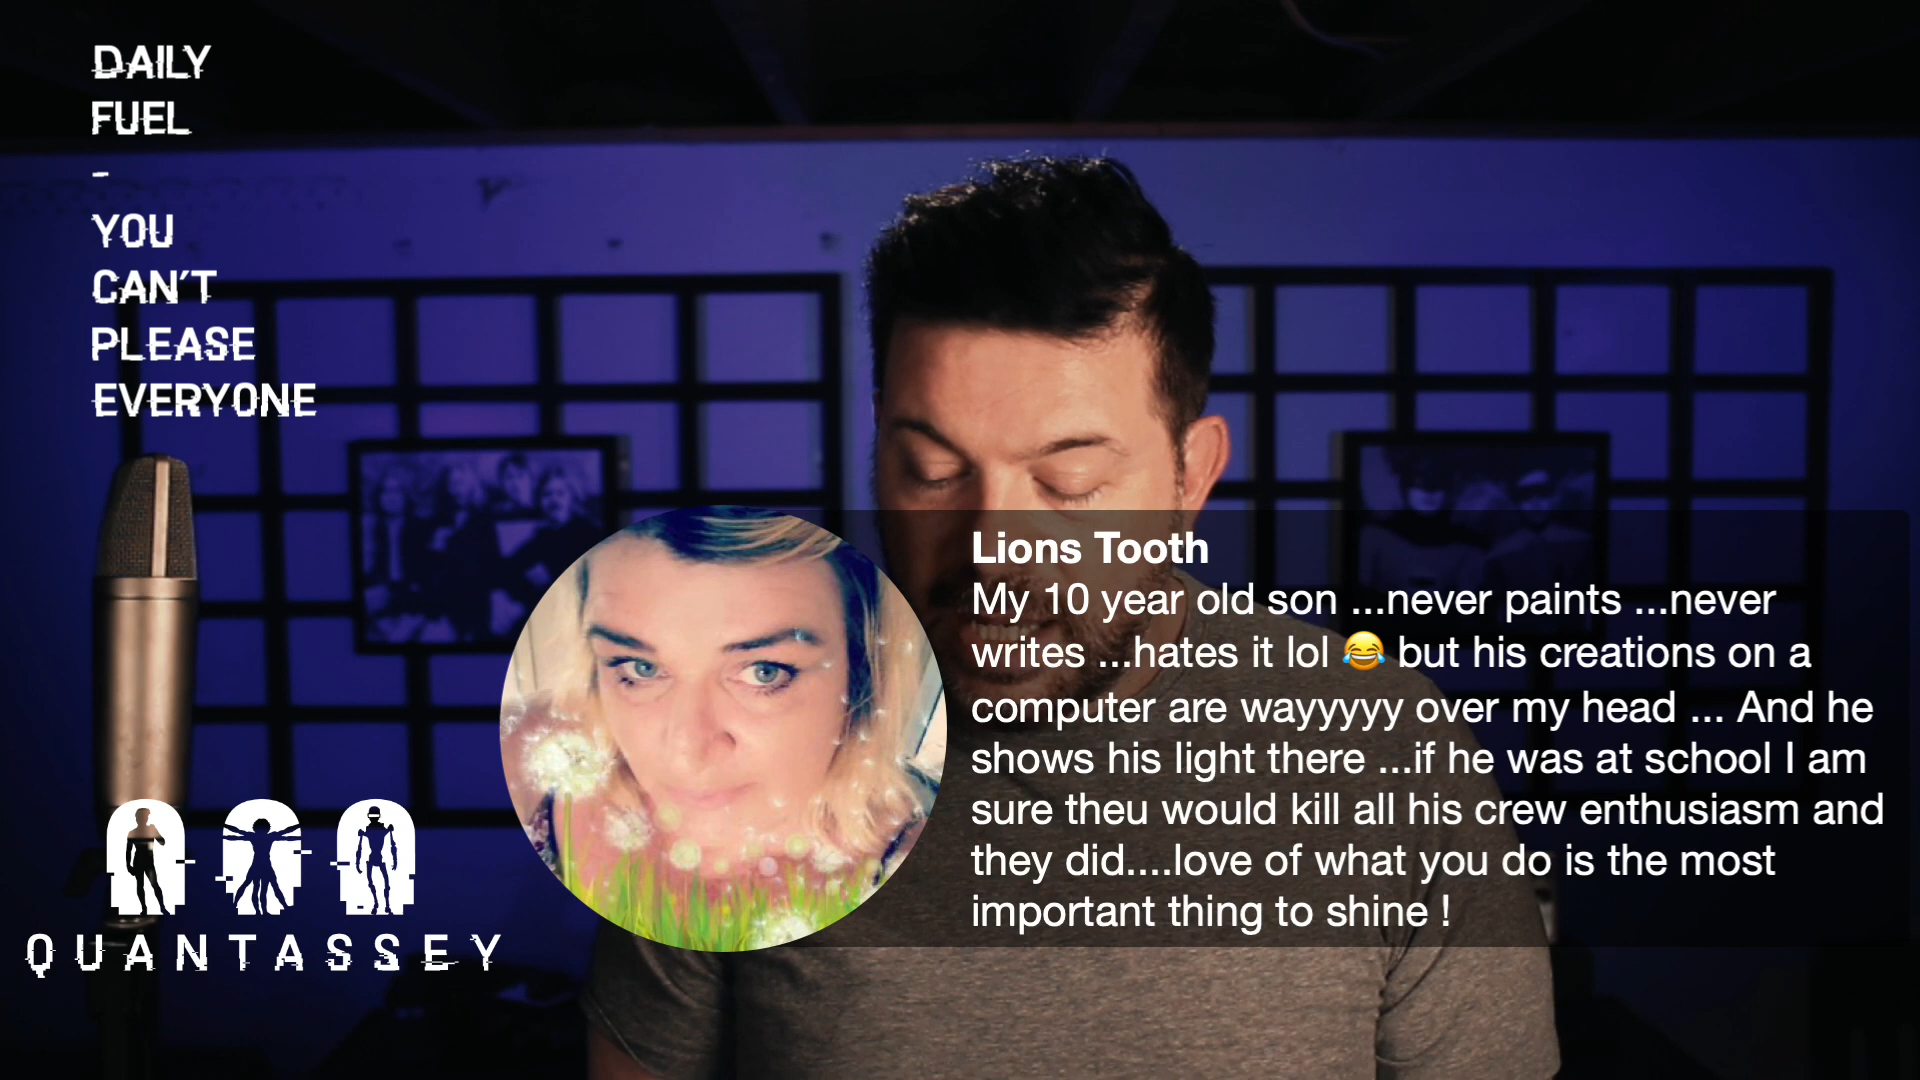 DAILY
FUEL
-
YOU
CAN'T
PLEASE
EVERYONE
Lions Tooth
My 10 year old son ...never paints ...never
writes ...hates it lol 😂 but his creations on a
computer are wayyyyy over my head ... And he
shows his light there ...if he was at school I am
sure theu would kill all his crew enthusiasm and
they did....love of what you do is the most
important thing to shine !
QUANTASSEY